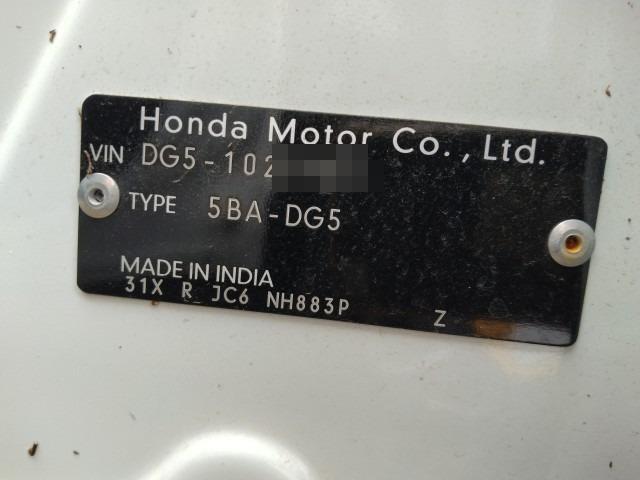 Honda Motor Co., Ltd.
VIN DG5-102
TYPE 5BA-DG5
MADE IN INDIA
31X R JC6 NH883P Z